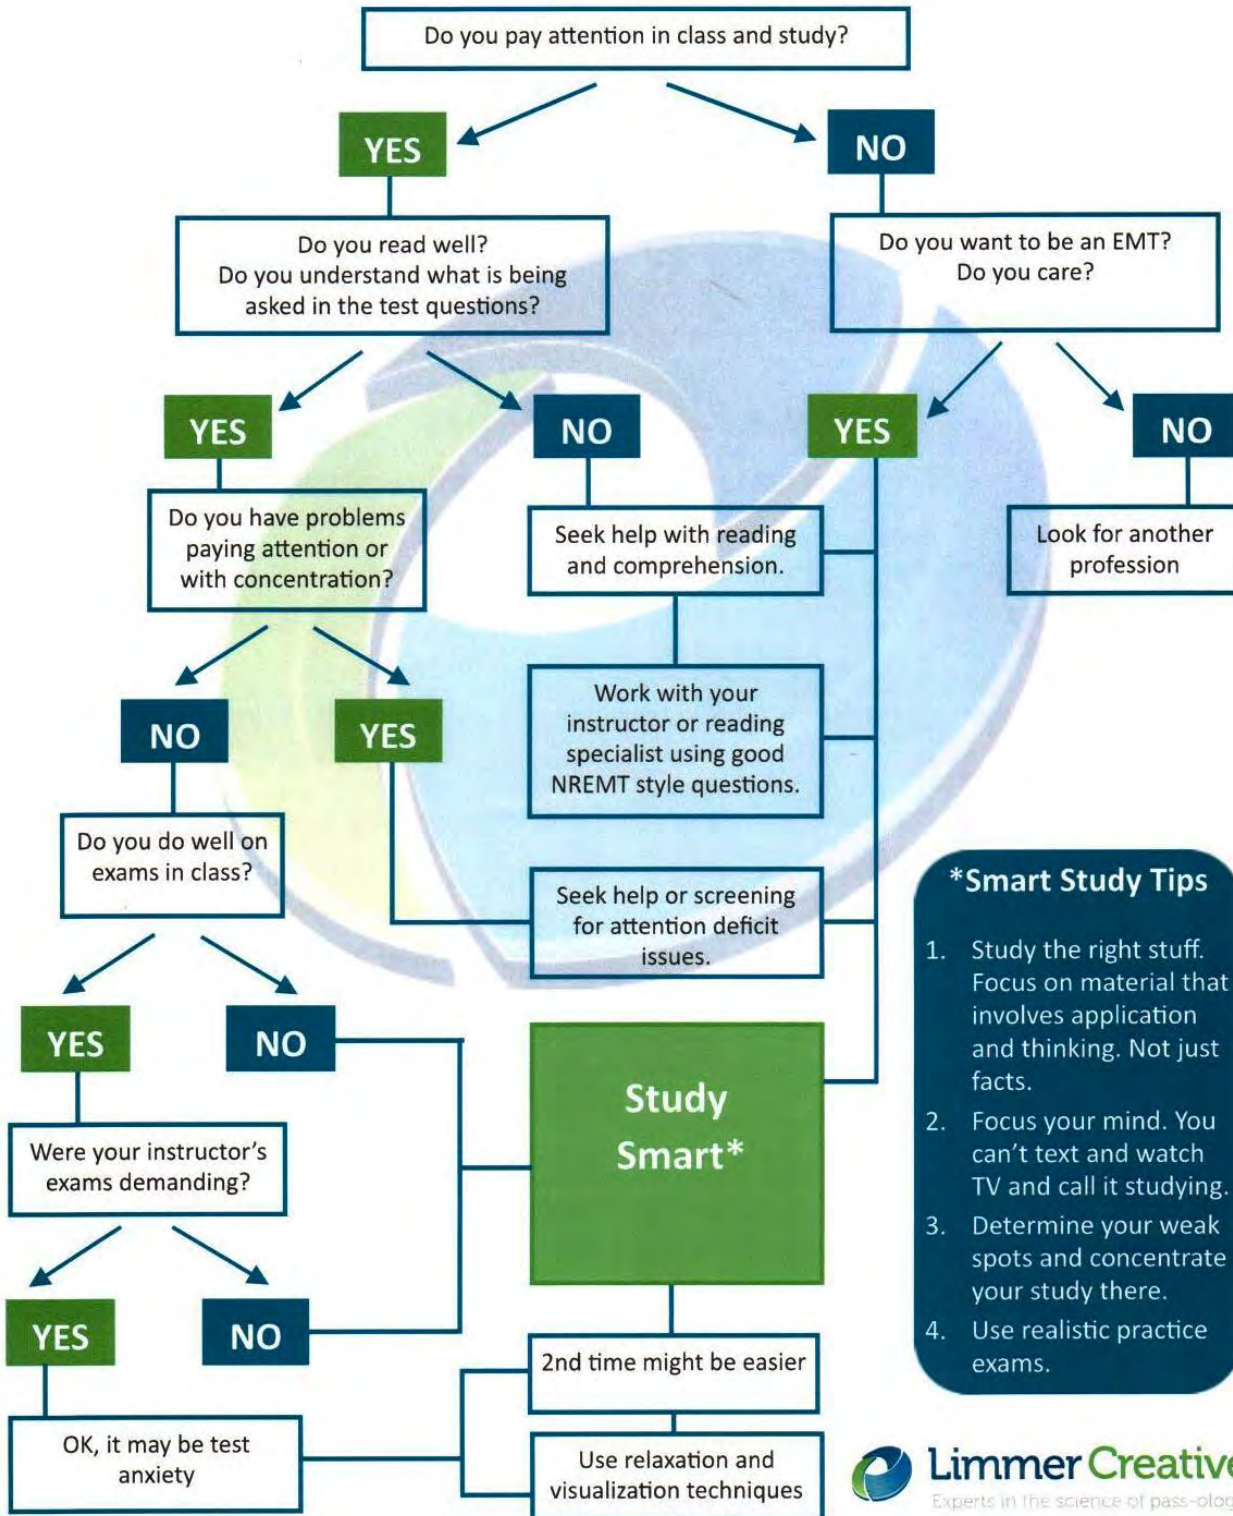 Do you pay attention in class and study?
YES
NO
Do you read well?
Do you understand what is being
asked in the test questions?
Do you want to be an EMT?
Do you care?
YES
NO
YES
NO
Do you have problems
paying attention or
with concentration?
Seek help with reading
and comprehension.
Look for another
profession
NO
YES
Work with your
instructor or reading
specialist using good
NREMT style questions.
Do you do well on
exams in class?
Seek help or screening
for attention deficit
issues.
YES
NO
Study
Smart*
Were your instructor's
exams demanding?
YES
NO
2nd time might be easier
OK, it may be test
anxiety
Use relaxation and
visualization techniques
*Smart Study Tips
1. Study the right stuff.
Focus on material that
involves application
and thinking. Not just
facts.
2. Focus your mind. You
can't text and watch
TV and call it studying.
3. Determine your weak
spots and concentrate
your study there.
4. Use realistic practice
exams.
Limmer Creative
Experts in the science of pass-olog